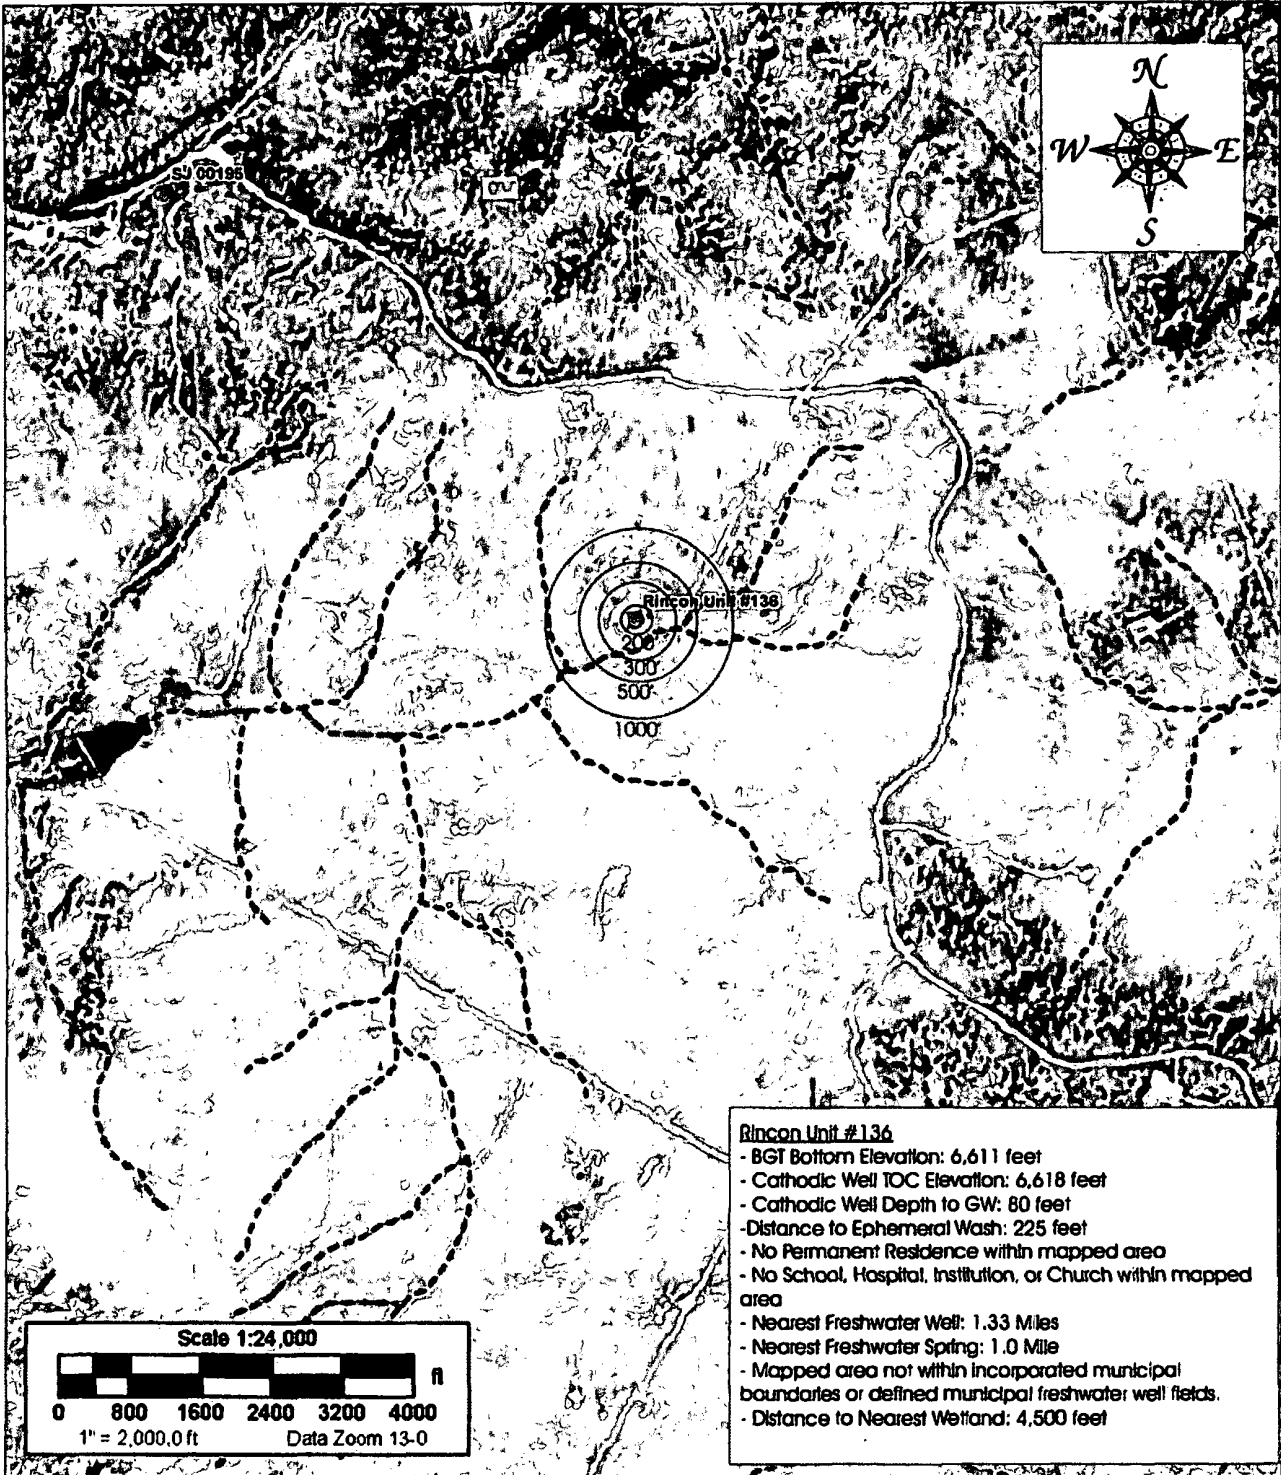 N
W E
S
SJ 00195
Rincon Unit #136
200'
300'
500'
1000'
Rincon Unit #136
- BGT Bottom Elevation: 6,611 feet
- Cathodic Well TOC Elevation: 6,618 feet
- Cathodic Well Depth to GW: 80 feet
-Distance to Ephemeral Wash: 225 feet
- No Permanent Residence within mapped area
- No School, Hospital, Institution, or Church within mapped
area
- Nearest Freshwater Well: 1.33 Miles
- Nearest Freshwater Spring: 1.0 Mile
- Mapped area not within incorporated municipal
boundaries or defined municipal freshwater well fields.
- Distance to Nearest Wetland: 4,500 feet
Scale 1:24,000
ft
0 800 1600 2400 3200 4000
1" = 2,000.0 ft Data Zoom 13-0